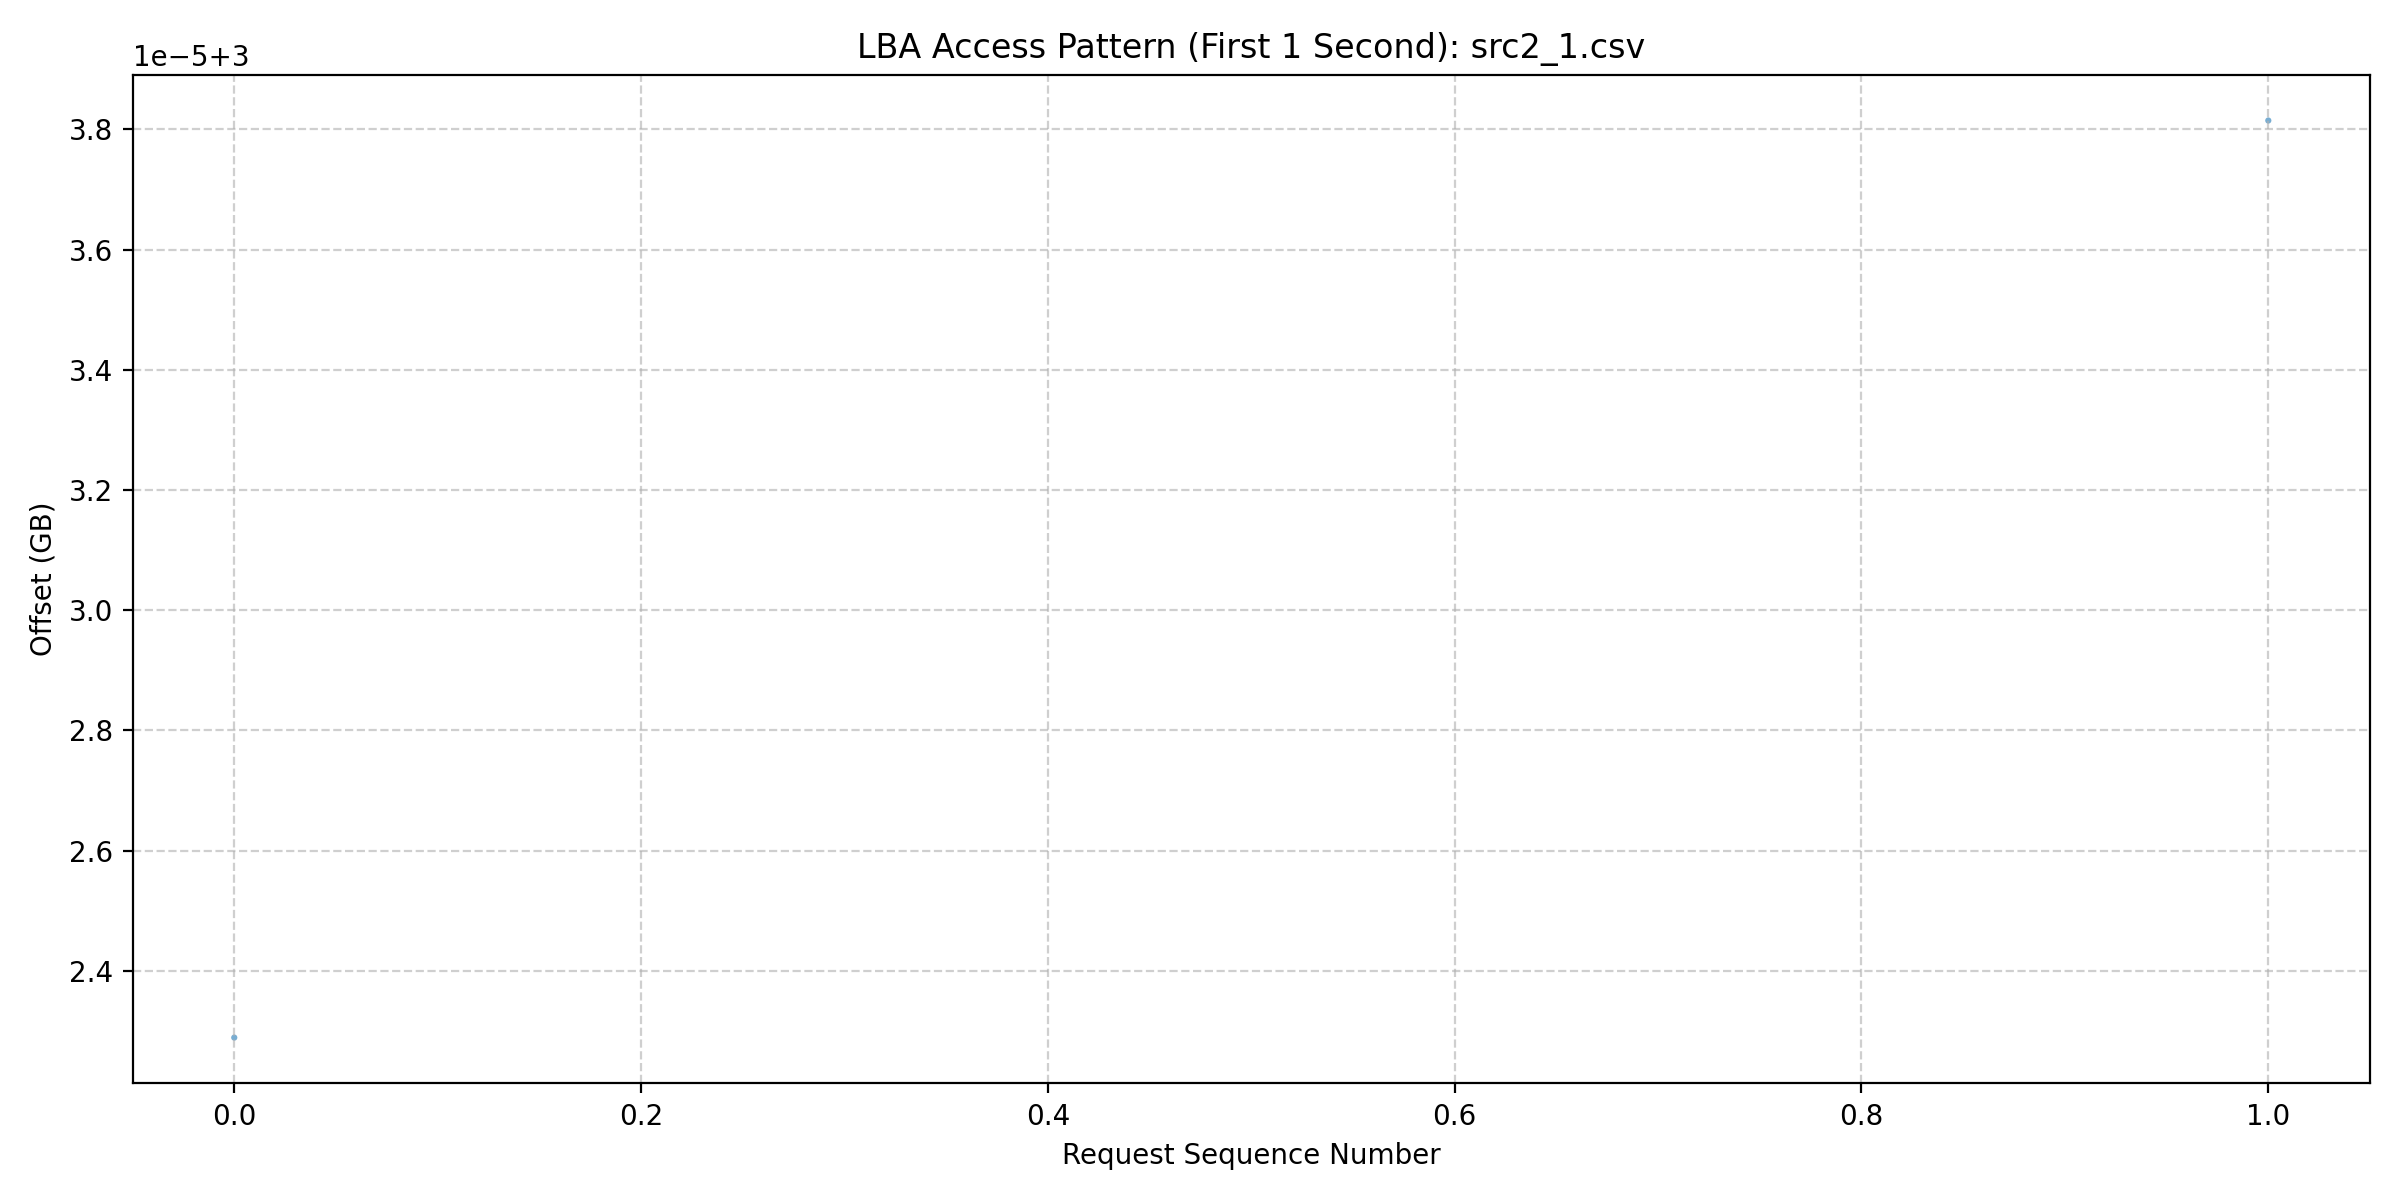 LBA Access Pattern (First 1 Second): src2_1.csv
1e−5+3
3.8
3.6
3.4
3.2
3.0
2.8
2.6
2.4
Offset (GB)
0.0 0.2 0.4 0.6 0.8 1.0
Request Sequence Number